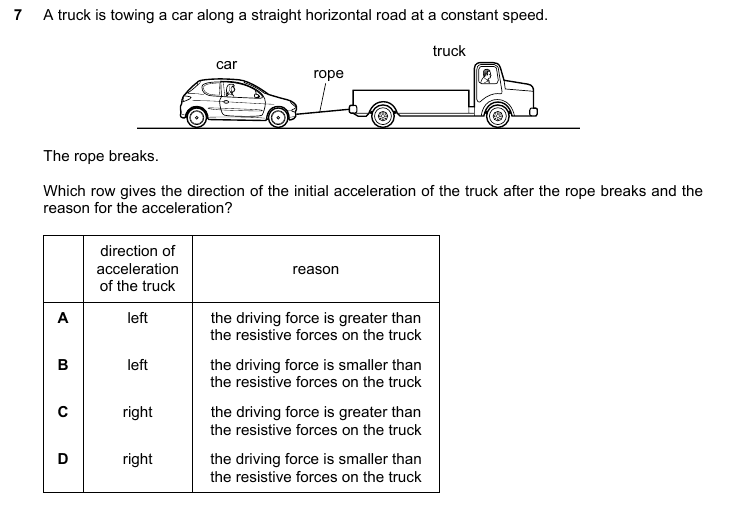 7 A truck is towing a car along a straight horizontal road at a constant speed.
truck
car
rope
The rope breaks.
Which row gives the direction of the initial acceleration of the truck after the rope breaks and the
reason for the acceleration?
direction of
acceleration
of the truck
reason
A left the driving force is greater than
the resistive forces on the truck
B left the driving force is smaller than
the resistive forces on the truck
C right the driving force is greater than
the resistive forces on the truck
D right the driving force is smaller than
the resistive forces on the truck